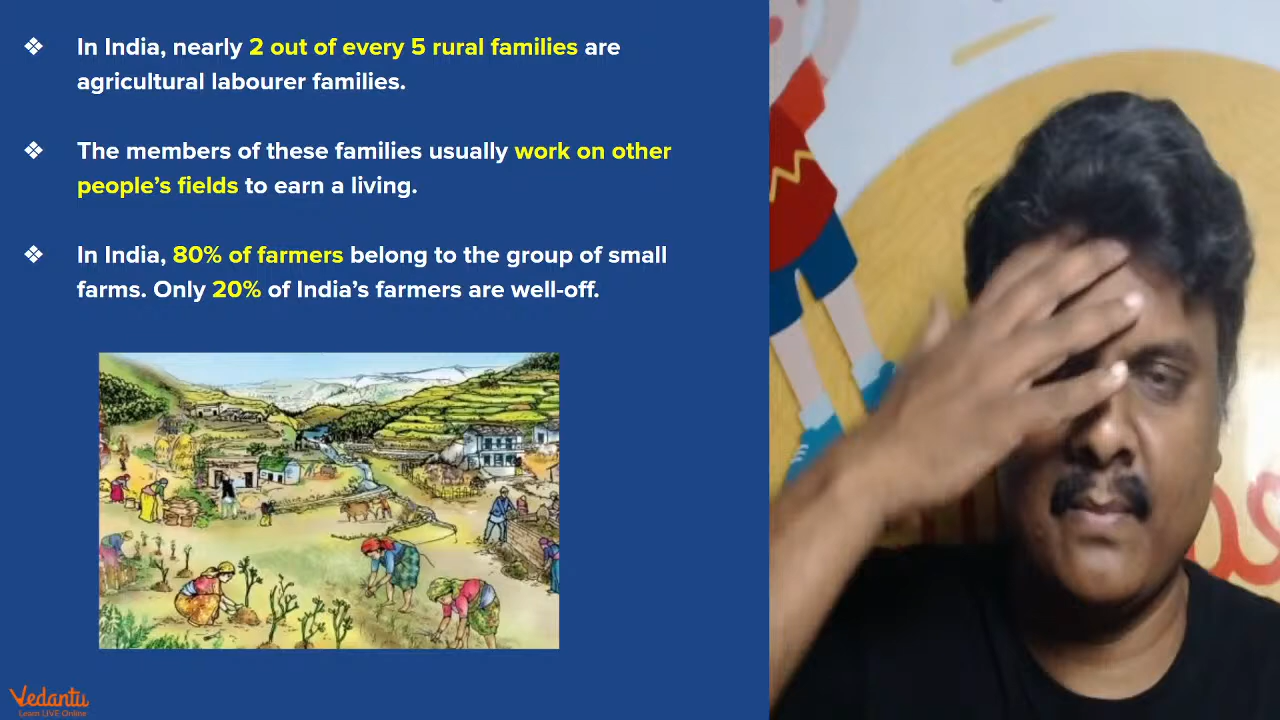 ❖ In India, nearly 2 out of every 5 rural families are
agricultural labourer families.
❖ The members of these families usually work on other
people’s fields to earn a living.
❖ In India, 80% of farmers belong to the group of small
farms. Only 20% of India’s farmers are well-off.
Vedantu
Learn LIVE Online